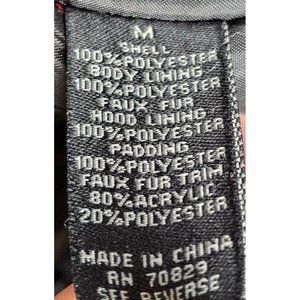 M
SHELL
100%POLYESTER
BODY LINING
100%POLYESTER
FAUX FUR
HOOD LINING
100%POLYESTER
PADDING
100%POLYESTER
FAUX FUR TRIM
80%ACRYLIC
20%POLYESTER
MADE IN CHINA
RN 70829
SEE REVERSE